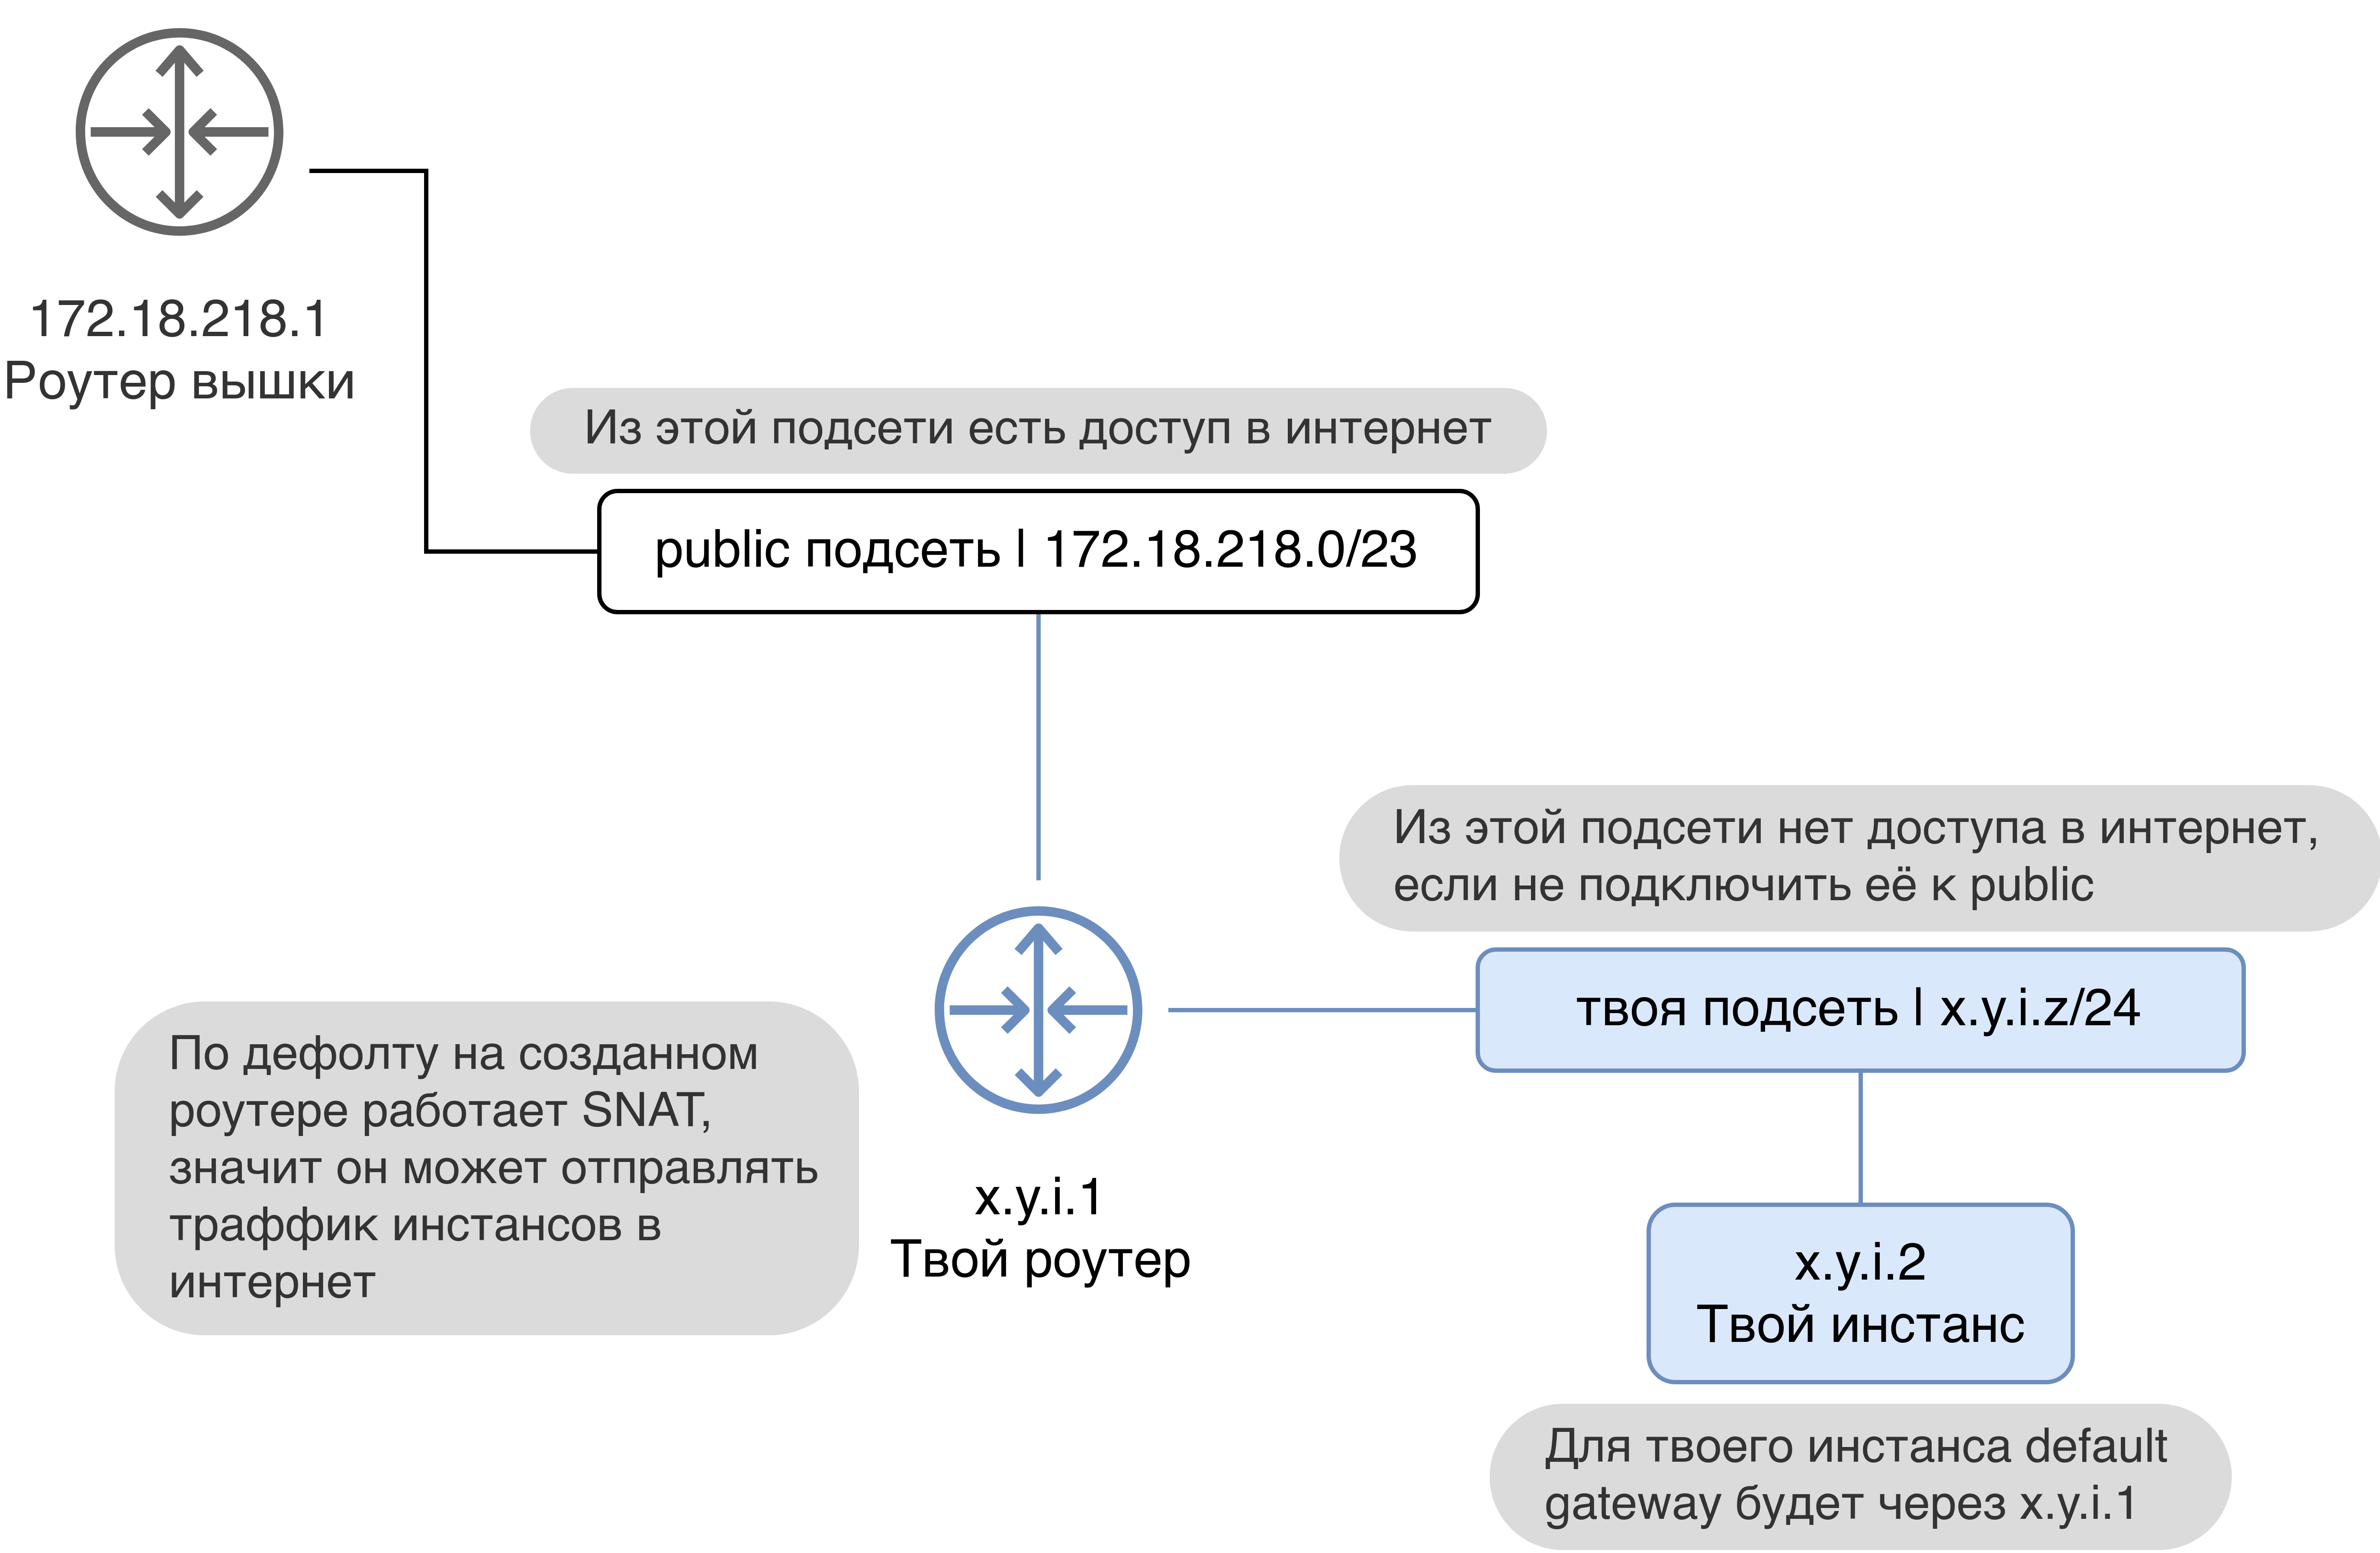 172.18.218.1
Роутер вышки
Из этой подсети есть доступ в интернет
public подсеть | 172.18.218.0/23
Из этой подсети нет доступа в интернет,
если не подключить её к public
твоя подсеть | x.y.i.z/24
По дефолту на созданном
роутере работает SNAT,
значит он может отправлять
траффик инстансов в
интернет
x.y.i.1
Твой роутер
x.y.i.2
Твой инстанс
Для твоего инстанса default
gateway будет через x.y.i.1